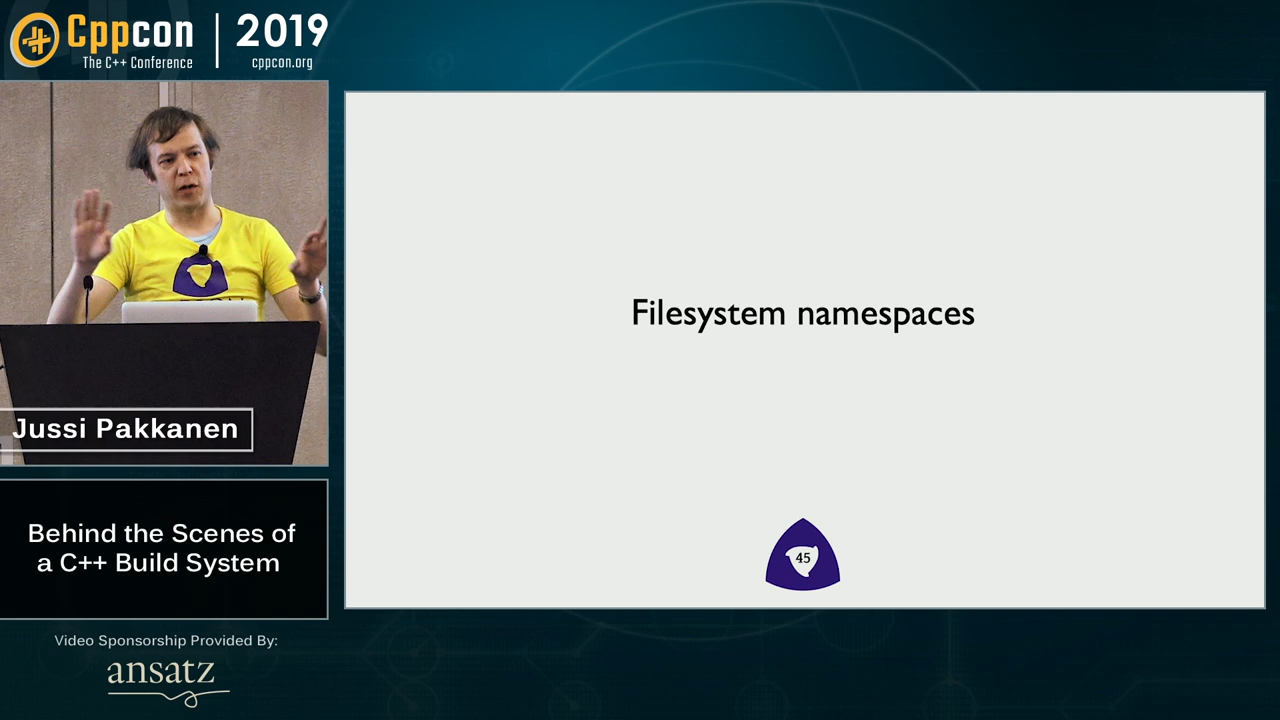 Cppcon
The C++ Conference
2019
cppcon.org
Filesystem namespaces
45
Jussi Pakkanen
Behind the Scenes of
a C++ Build System
Video Sponsorship Provided By:
ansatz